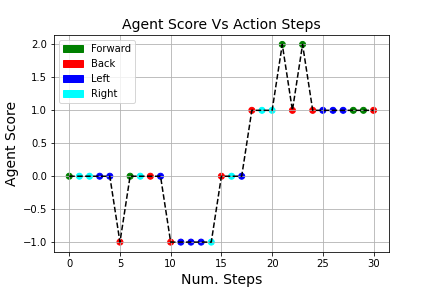 Agent Score Vs Action Steps
2.0
1.5
1.0
0.5
0.0
−0.5
−1.0
Agent Score
Forward
Back
Left
Right
0 5 10 15 20 25 30
Num. Steps